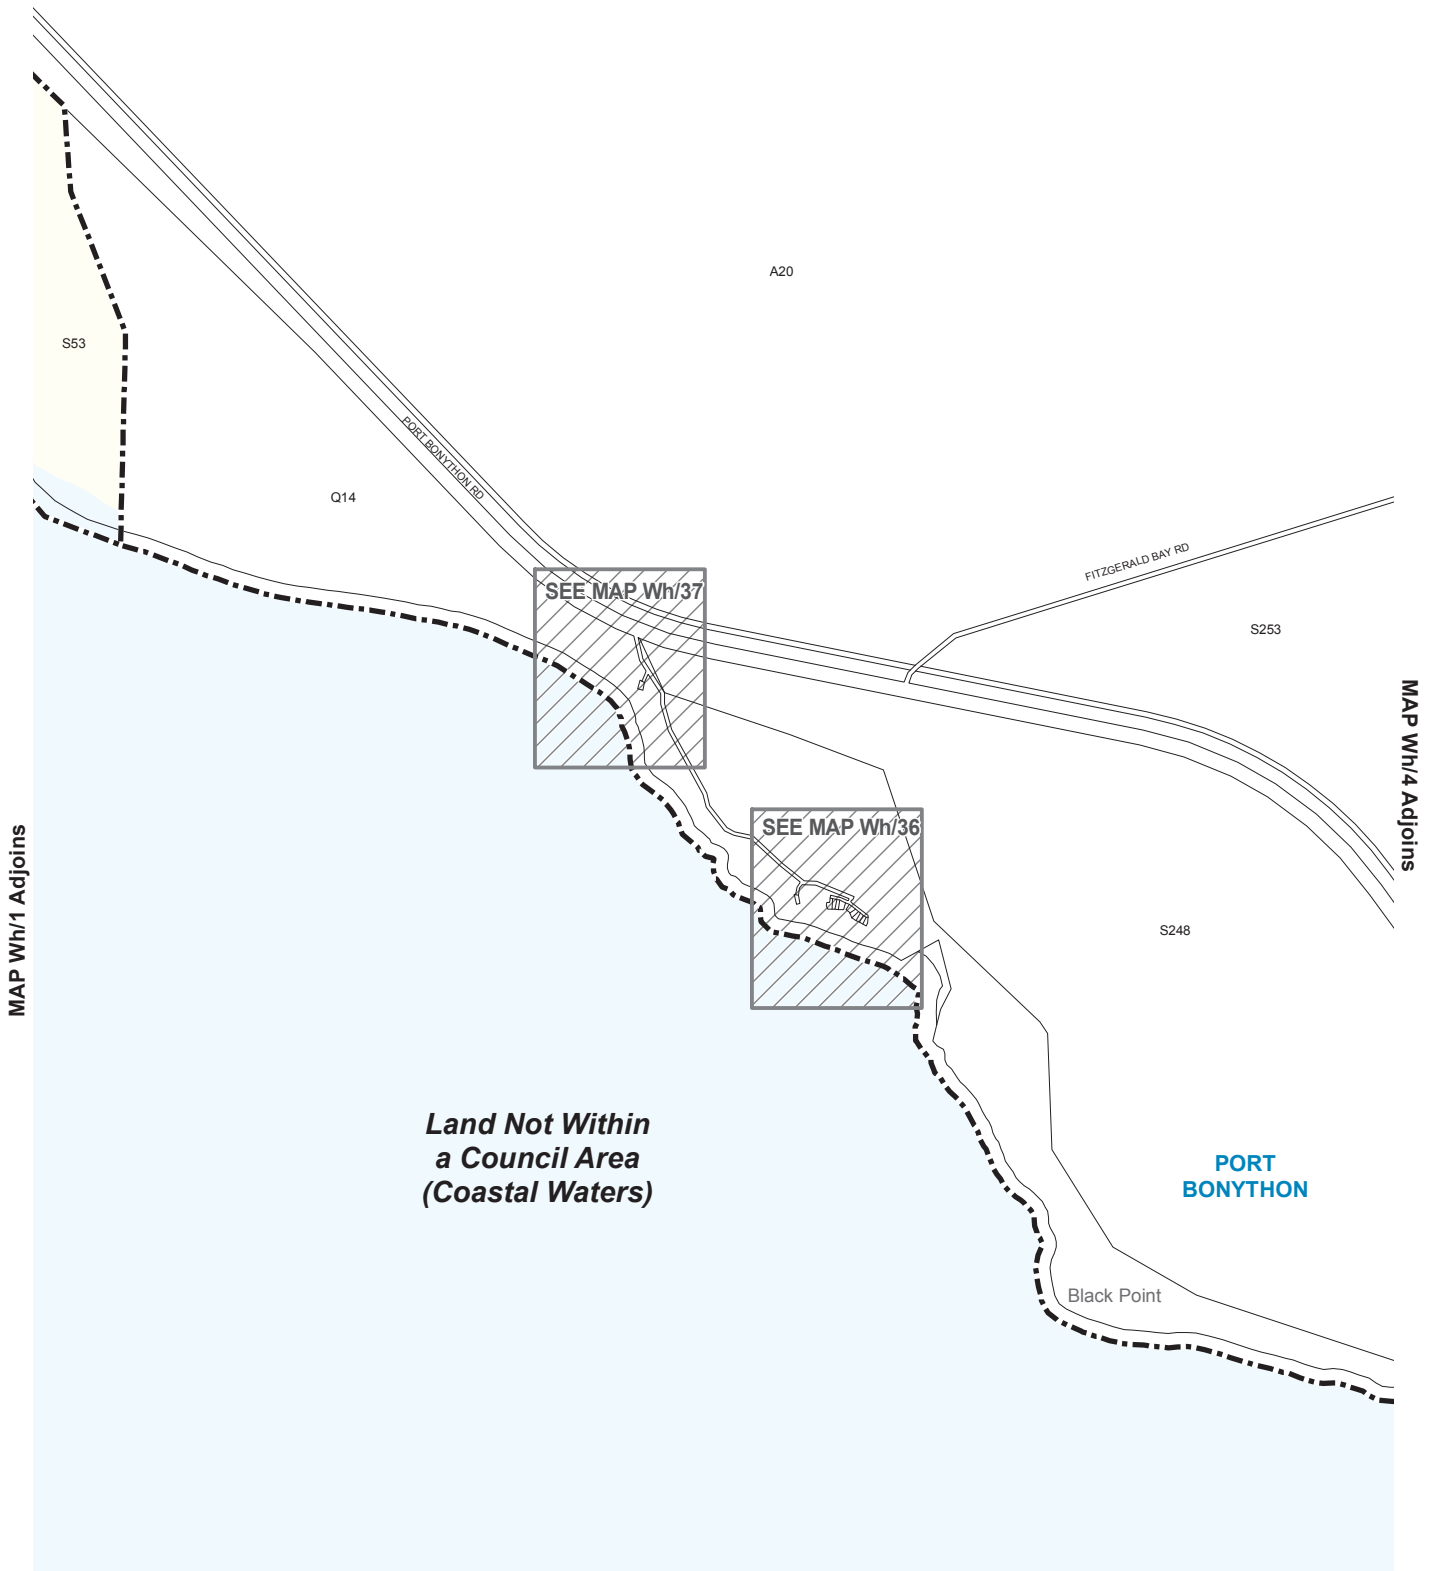 A20
S53
PORT BONYTHON RD
Q14
FITZGERALD BAY RD
SEE MAP Wh/37
S253
MAP Wh/4 Adjoins
SEE MAP Wh/36
MAP Wh/1 Adjoins
S248
Land Not Within
a Council Area
(Coastal Waters)
PORT
BONYTHON
Black Point